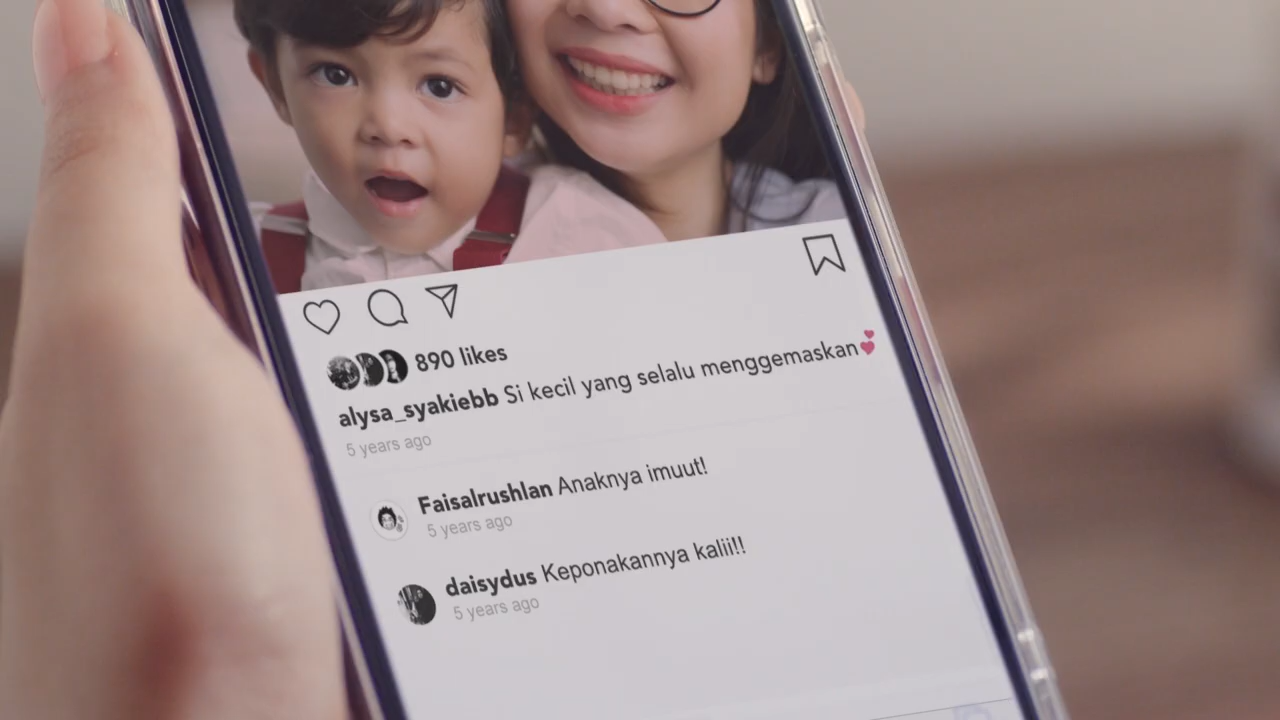 890 likes
alysa_syakiebb Si kecil yang selalu menggemaskan💕
5 years ago
Faisalrushlan Anaknya imuut!
5 years ago
daisydus Keponakannya kalii!!
5 years ago